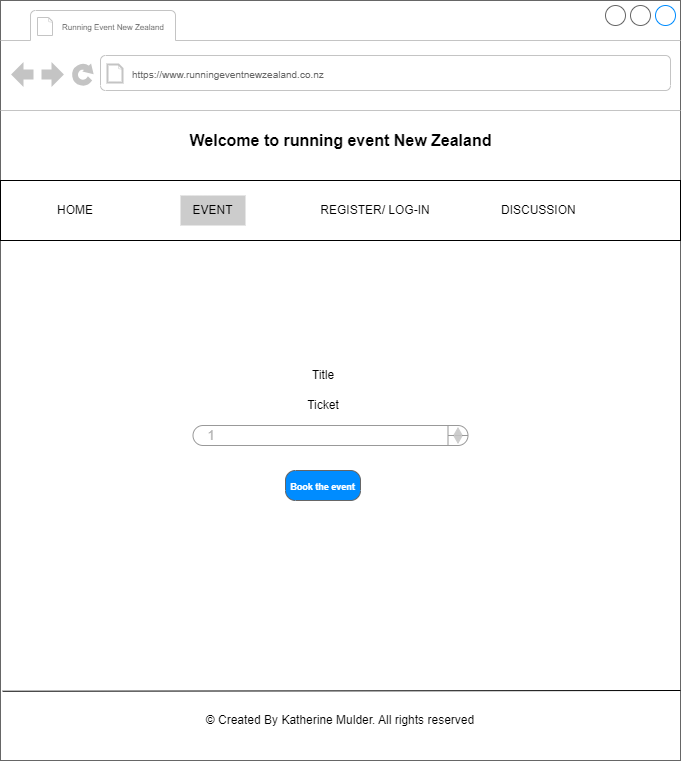 Running Event New Zealand
https://www.runningeventnewzealand.co.nz
Welcome to running event New Zealand
HOME EVENT REGISTER/ LOG-IN DISCUSSION
Title
Ticket
1
Book the event
© Created By Katherine Mulder. All rights reserved